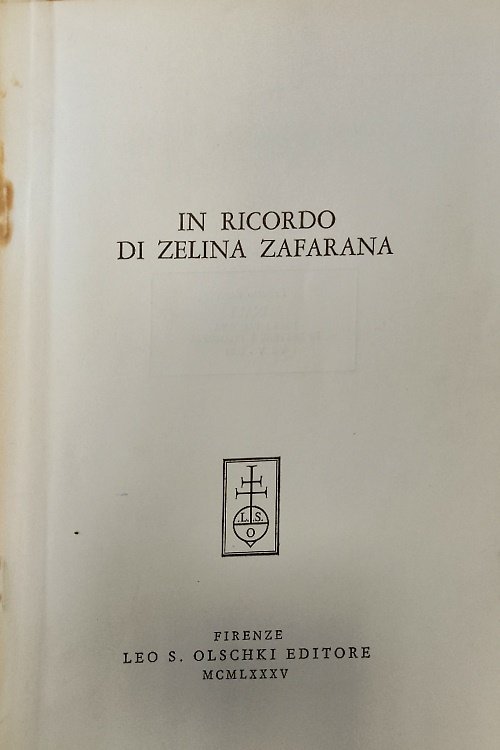 IN RICORDO
DI ZELINA ZAFARANA
.L. S.
O
FIRENZE
LEO S. OLSCHKI EDITORE
MCMLXXXV